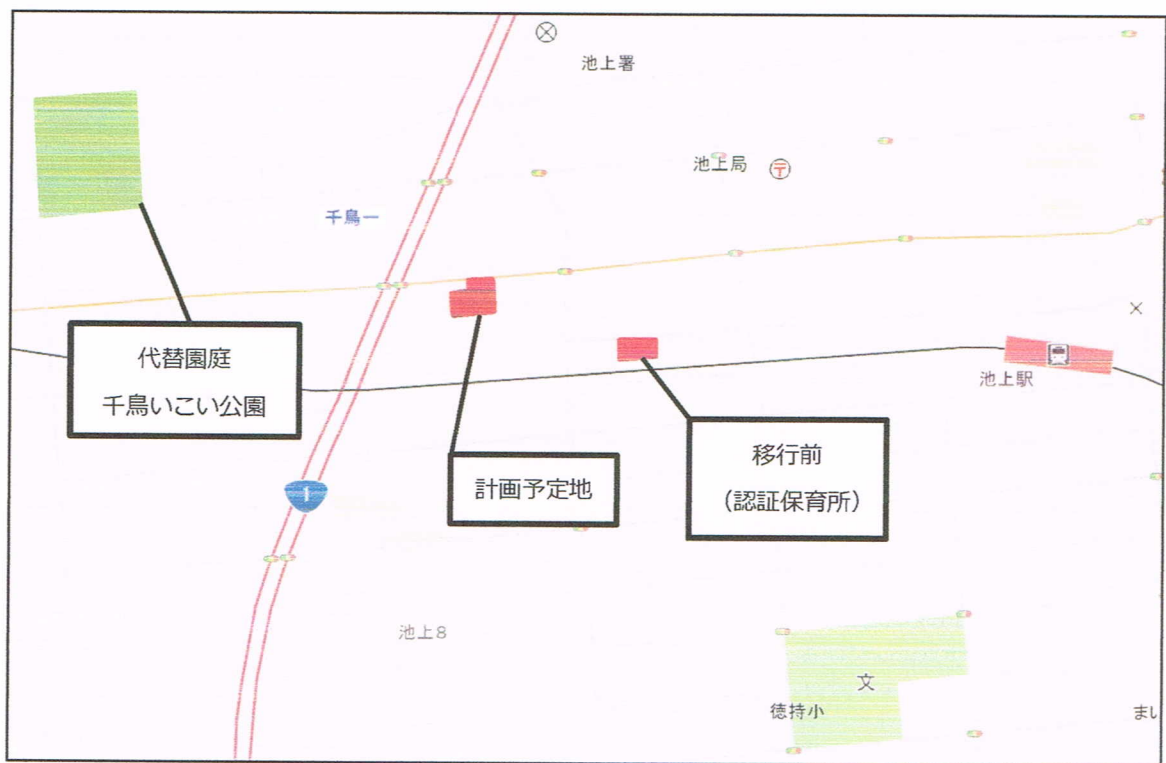 池上署
池上局
千鳥一
代替園庭
千鳥いこい公園
池上駅
計画予定地
移行前
（認証保育所）
1
池上8
文
徳持小
まい